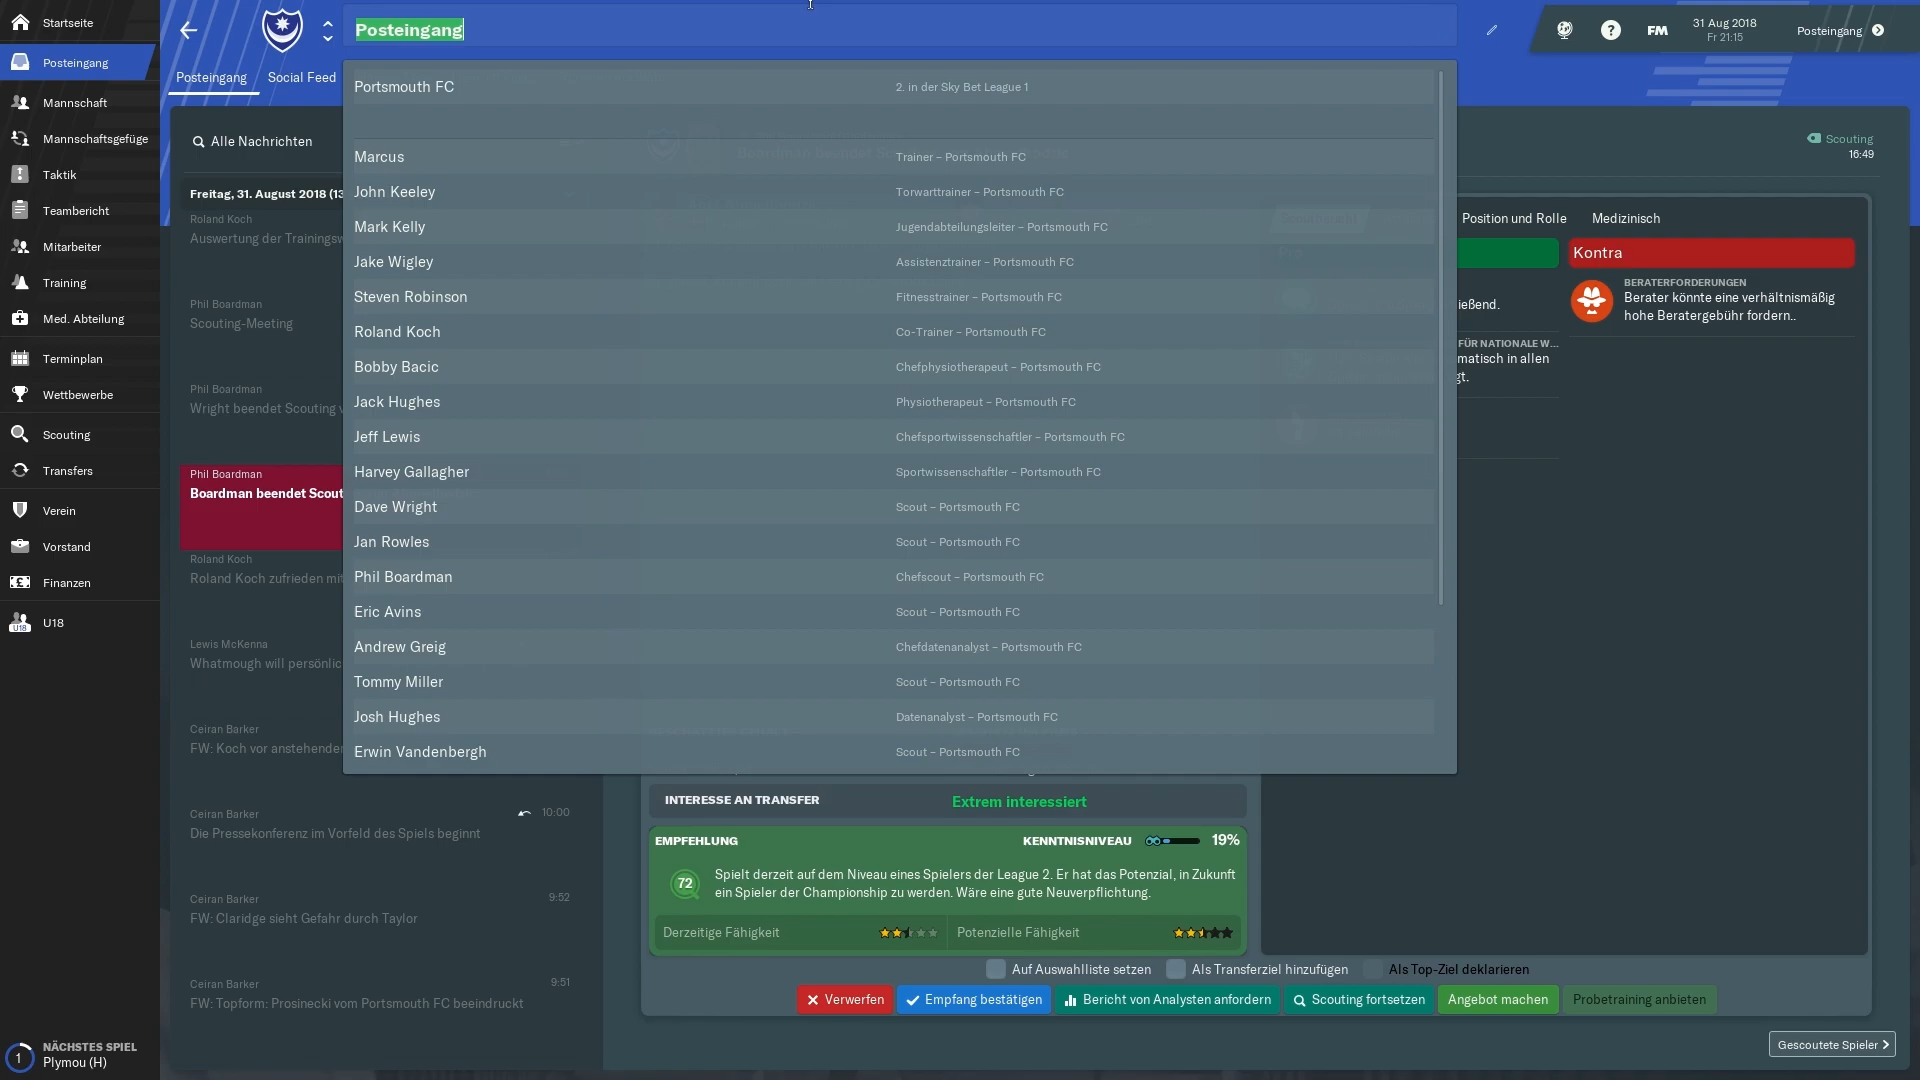 Startseite
Posteingang
Mannschaft
Mannschaftsgefüge
Taktik
Teambericht
Mitarbeiter
Training
Med. Abteilung
Terminplan
Wettbewerbe
Scouting
Transfers
Verein
Vorstand
Finanzen
U18
U18
1
NÄCHSTES SPIEL
Plymou (H)
Posteingang
FM
31 Aug 2018
Fr 21:15
Posteingang
Posteingang
Social Feed
Alle Nachrichten
Freitag, 31. August 2018 (13
Roland Koch
Auswertung der Trainingsw
Phil Boardman
Scouting-Meeting
Phil Boardman
Wright beendet Scouting v
Phil Boardman
Boardman beendet Scout
Roland Koch
Roland Koch zufrieden mit
Lewis McKenna
Whatmough will persönlic
Ceiran Barker
FW: Koch vor anstehender
Ceiran Barker
10:00
Die Pressekonferenz im Vorfeld des Spiels beginnt
Ceiran Barker
9:52
FW: Claridge sieht Gefahr durch Taylor
Ceiran Barker
9:51
FW: Topform: Prosinecki vom Portsmouth FC beeindruckt
Portsmouth FC
2. in der Sky Bet League 1
Marcus
Trainer – Portsmouth FC
John Keeley
Torwarttrainer – Portsmouth FC
Mark Kelly
Jugendabteilungsleiter – Portsmouth FC
Jake Wigley
Assistenztrainer – Portsmouth FC
Steven Robinson
Fitnesstrainer – Portsmouth FC
Roland Koch
Co-Trainer – Portsmouth FC
Bobby Bacic
Chefphysiotherapeut – Portsmouth FC
Jack Hughes
Physiotherapeut – Portsmouth FC
Jeff Lewis
Chefsportwissenschaftler – Portsmouth FC
Harvey Gallagher
Sportwissenschaftler – Portsmouth FC
Dave Wright
Scout – Portsmouth FC
Jan Rowles
Scout – Portsmouth FC
Phil Boardman
Chefscout – Portsmouth FC
Eric Avins
Scout – Portsmouth FC
Andrew Greig
Chefdatenanalyst – Portsmouth FC
Tommy Miller
Scout – Portsmouth FC
Josh Hughes
Datenanalyst – Portsmouth FC
Erwin Vandenbergh
Scout – Portsmouth FC
Scouting
16:49
Position und Rolle
Medizinisch
Kontra
BERATERFORDERUNGEN
Berater könnte eine verhältnismäßig
hohe Beratergebühr fordern..
ießend.
FÜR NATIONALE W...
matisch in allen
gt.
INTERESSE AN TRANSFER
Extrem interessiert
EMPFEHLUNG
KENNTNISNIVEAU
19%
72
Spielt derzeit auf dem Niveau eines Spielers der League 2. Er hat das Potenzial, in Zukunft
ein Spieler der Championship zu werden. Wäre eine gute Neuverpflichtung.
Derzeitige Fähigkeit
Potenzielle Fähigkeit
Auf Auswahlliste setzen
Als Transferziel hinzufügen
Als Top-Ziel deklarieren
Verwerfen
Empfang bestätigen
Bericht von Analysten anfordern
Scouting fortsetzen
Angebot machen
Probetraining anbieten
Gescoutete Spieler